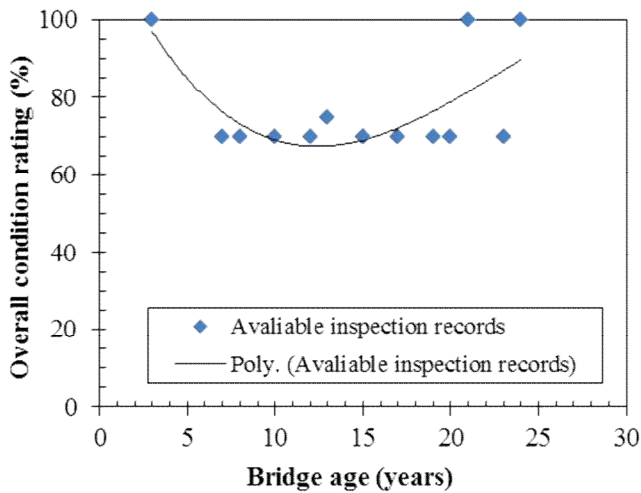 Overall condition rating (%)
100
80
60
40
20
0
Avaliable inspection records
Poly. (Avaliable inspection records)
0 5 10 15 20 25 30
Bridge age (years)